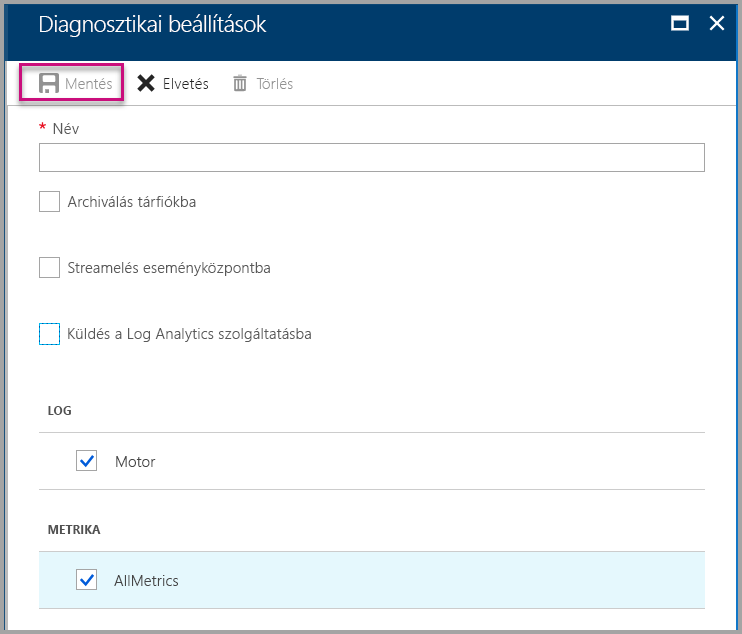 Diagnosztikai beállítások
Mentés Elvetés Törlés
* Név
Archiválás tárfiókba
Streamelés eseményközpontba
Küldés a Log Analytics szolgáltatásba
LOG
Motor
METRIKA
AllMetrics